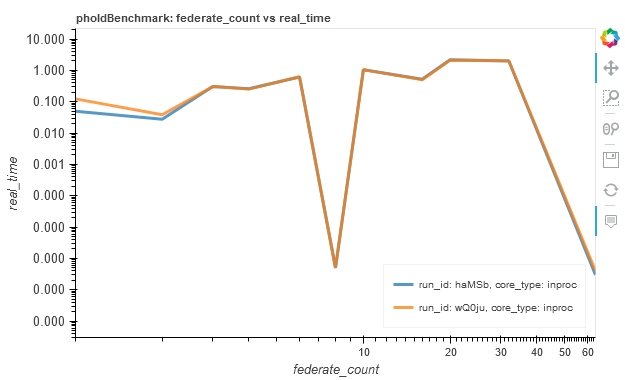 pholdBenchmark: federate_count vs real_time
10.000
1.000
0.100
0.010
0.001
0.000
0.000
0.000
0.000
0.000
real_time
run_id: haMSb, core_type: inproc
run_id: wQ0ju, core_type: inproc
10 20 30 40 50 60
federate_count